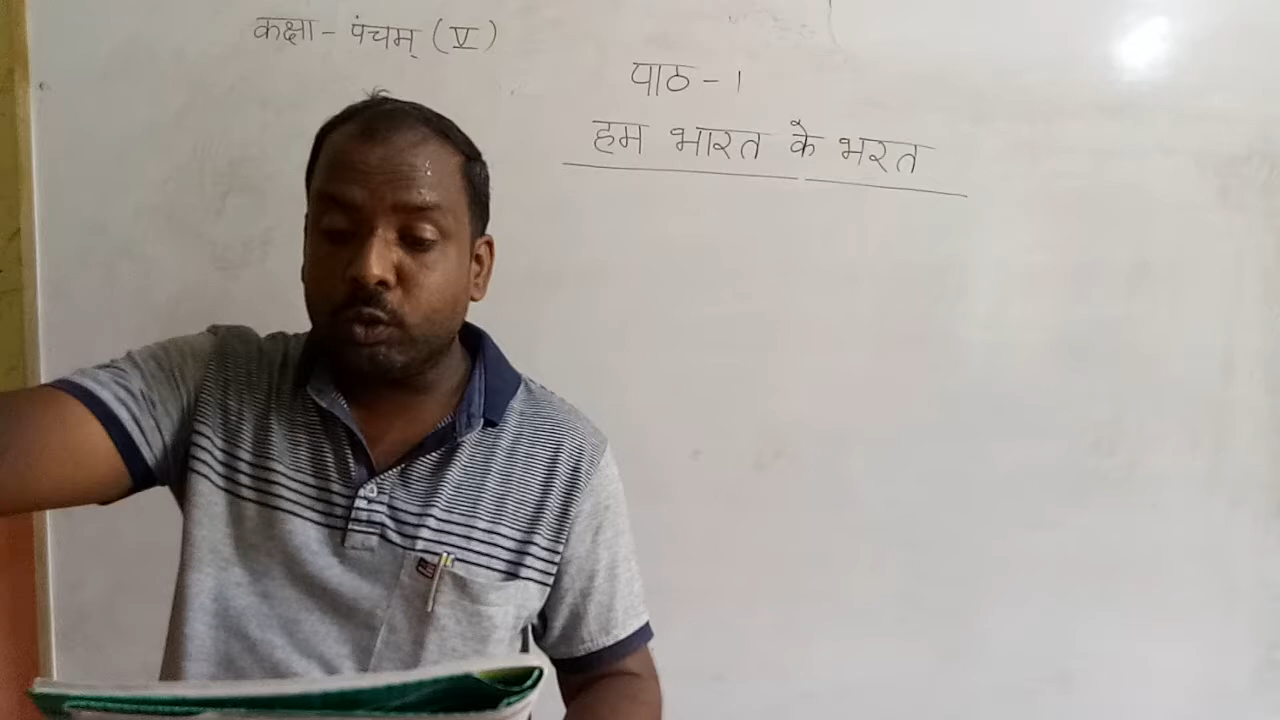 कक्षा - पंचम् (V)
पाठ - 1
हम भारत के भरत